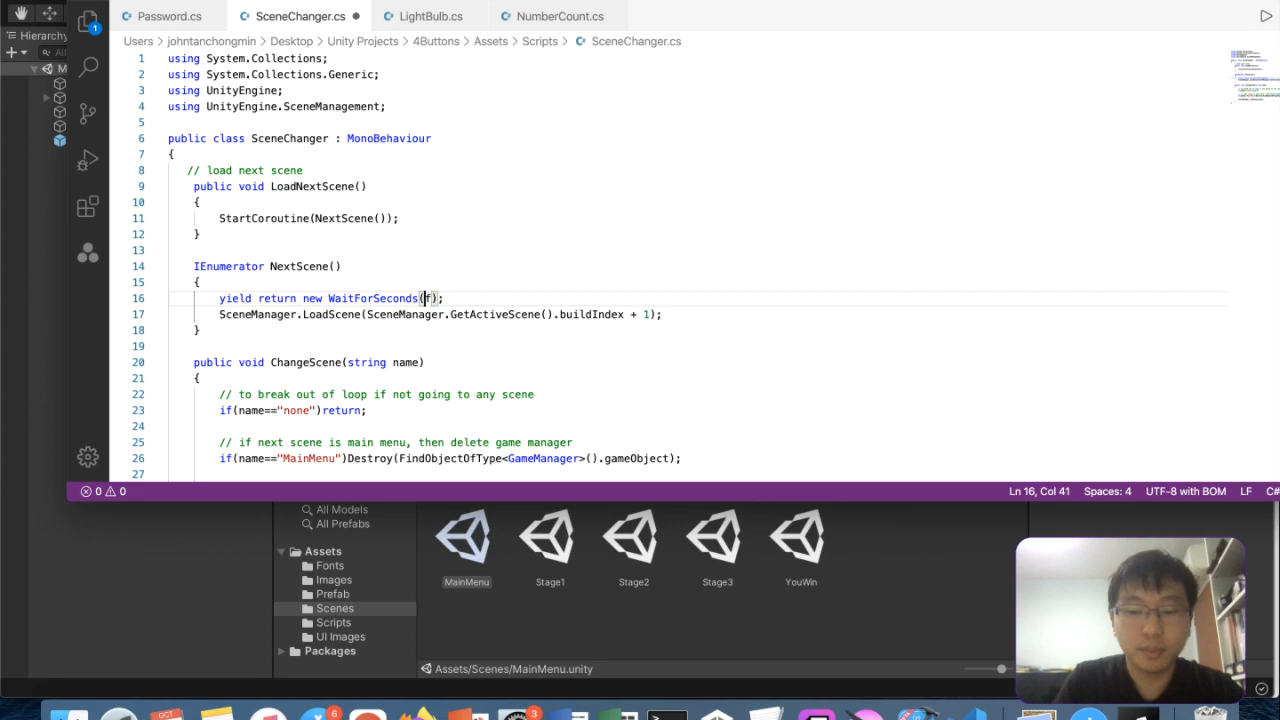 Password.cs
SceneChanger.cs
LightBulb.cs
NumberCount.cs
Hierarchy
Users > johntanchongmin > Desktop > Unity Projects > 4Buttons > Assets > Scripts > SceneChanger.cs
1 using System.Collections;
2 using System.Collections.Generic;
3 using UnityEngine;
4 using UnityEngine.SceneManagement;
5
6 public class SceneChanger : MonoBehaviour
7 {
8 // load next scene
9 public void LoadNextScene()
10 {
11 StartCoroutine(NextScene());
12 }
13
14 IEnumerator NextScene()
15 {
16 yield return new WaitForSeconds(f);
17 SceneManager.LoadScene(SceneManager.GetActiveScene().buildIndex + 1);
18 }
19
20 public void ChangeScene(string name)
21 {
22 // to break out of loop if not going to any scene
23 if(name=="none")return;
24
25 // if next scene is main menu, then delete game manager
26 if(name=="MainMenu")Destroy(FindObjectOfType<GameManager>().gameObject);
27
0 0
Ln 16, Col 41 Spaces: 4 UTF-8 with BOM LF C#
All Models
All Prefabs
Assets
Fonts
Images
Prefab
Scenes
Scripts
UI Images
Packages
MainMenu
Stage1
Stage2
Stage3
YouWin
Assets/Scenes/MainMenu.unity
OCT
6
3